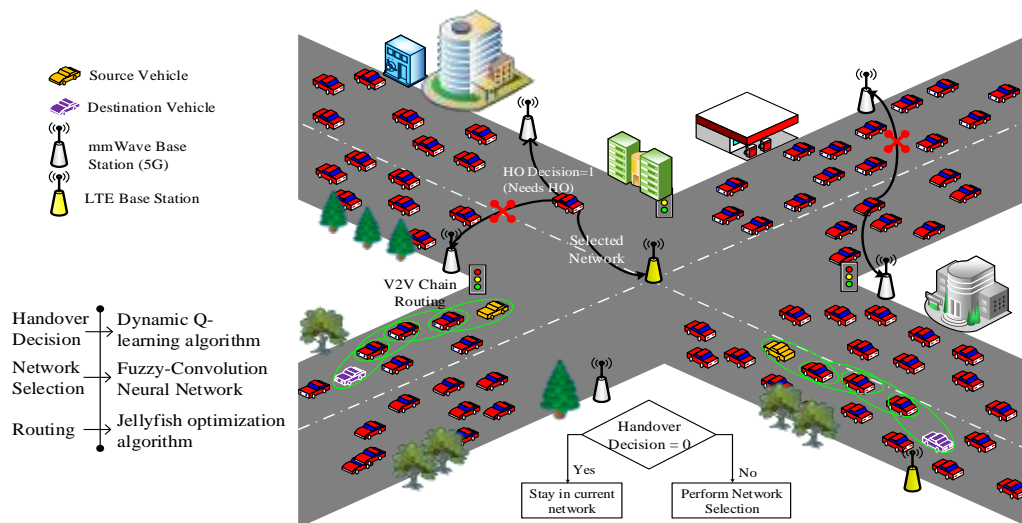 Source Vehicle
Destination Vehicle
mmWave Base
Station (5G)
LTE Base Station
HO Decision=1
(Needs HO)
Selected
Network
V2V Chain
Routing
Handover
Decision
Dynamic Q-
learning algorithm
Network
Selection
Fuzzy-Convolution
Neural Network
Routing
Jellyfish optimization
algorithm
Handover
Decision = 0
Yes
No
Stay in current
network
Perform Network
Selection